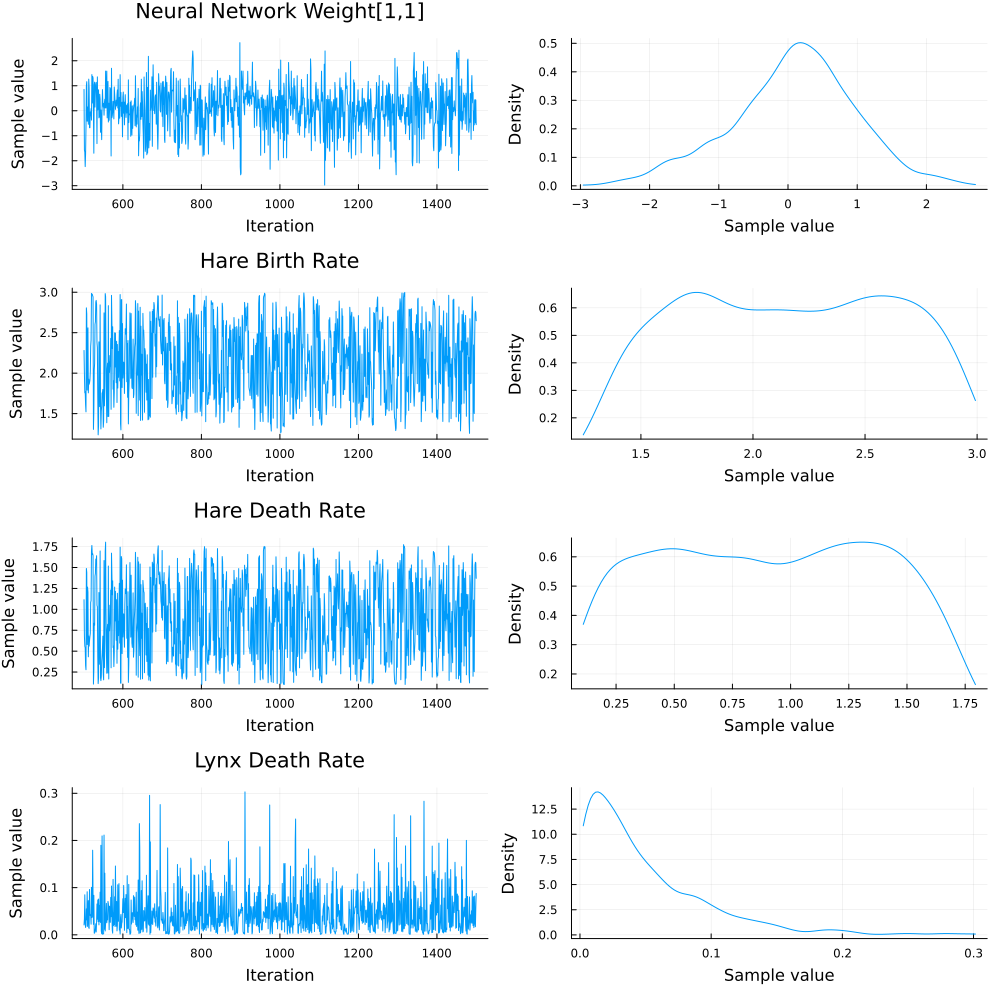 Neural Network Weight[1,1]
Sample value
2
1
0
−1
−2
−3
600 800 1000 1200 1400
Iteration
Density
0.5
0.4
0.3
0.2
0.1
0.0
−3 −2 −1 0 1 2
Sample value
Hare Birth Rate
Sample value
3.0
2.5
2.0
1.5
600 800 1000 1200 1400
Iteration
Density
0.6
0.5
0.4
0.3
0.2
1.5 2.0 2.5 3.0
Sample value
Hare Death Rate
Sample value
1.75
1.50
1.25
1.00
0.75
0.50
0.25
600 800 1000 1200 1400
Iteration
Density
0.6
0.5
0.4
0.3
0.2
0.25 0.50 0.75 1.00 1.25 1.50 1.75
Sample value
Lynx Death Rate
Sample value
0.3
0.2
0.1
0.0
600 800 1000 1200 1400
Iteration
Density
12.5
10.0
7.5
5.0
2.5
0.0
0.0 0.1 0.2 0.3
Sample value